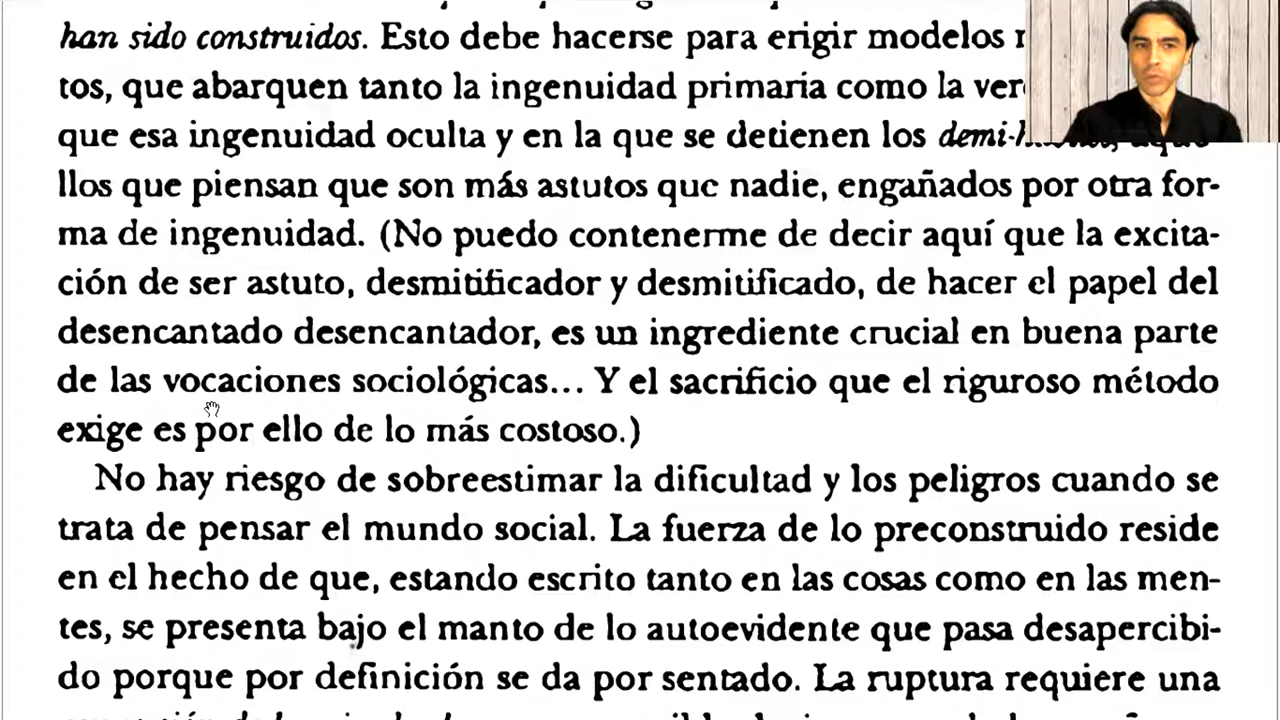 han sido construidos. Esto debe hacerse para erigir modelos
tos, que abarquen tanto la ingenuidad primaria como la
que esa ingenuidad oculta y en la que se detienen los
llos que piensan que son más astutos que nadie, engañados por otra for-
ma de ingenuidad. (No puedo contenerme de decir aquí que la excita-
ción de ser astuto, desmitificador y desmitificado, de hacer el papel del
desencantado desencantador, es un ingrediente crucial en buena parte
de las vocaciones sociológicas... Y el sacrificio que el riguroso método
exige es por ello de lo más costoso.)
No hay riesgo de sobreestimar la dificultad y los peligros cuando se
trata de pensar el mundo social. La fuerza de lo preconstruido reside
en el hecho de que, estando escrito tanto en las cosas como en las men-
tes, se presenta bajo el manto de lo autoevidente que pasa desapercibi-
do porque por definición se da por sentado. La ruptura requiere una